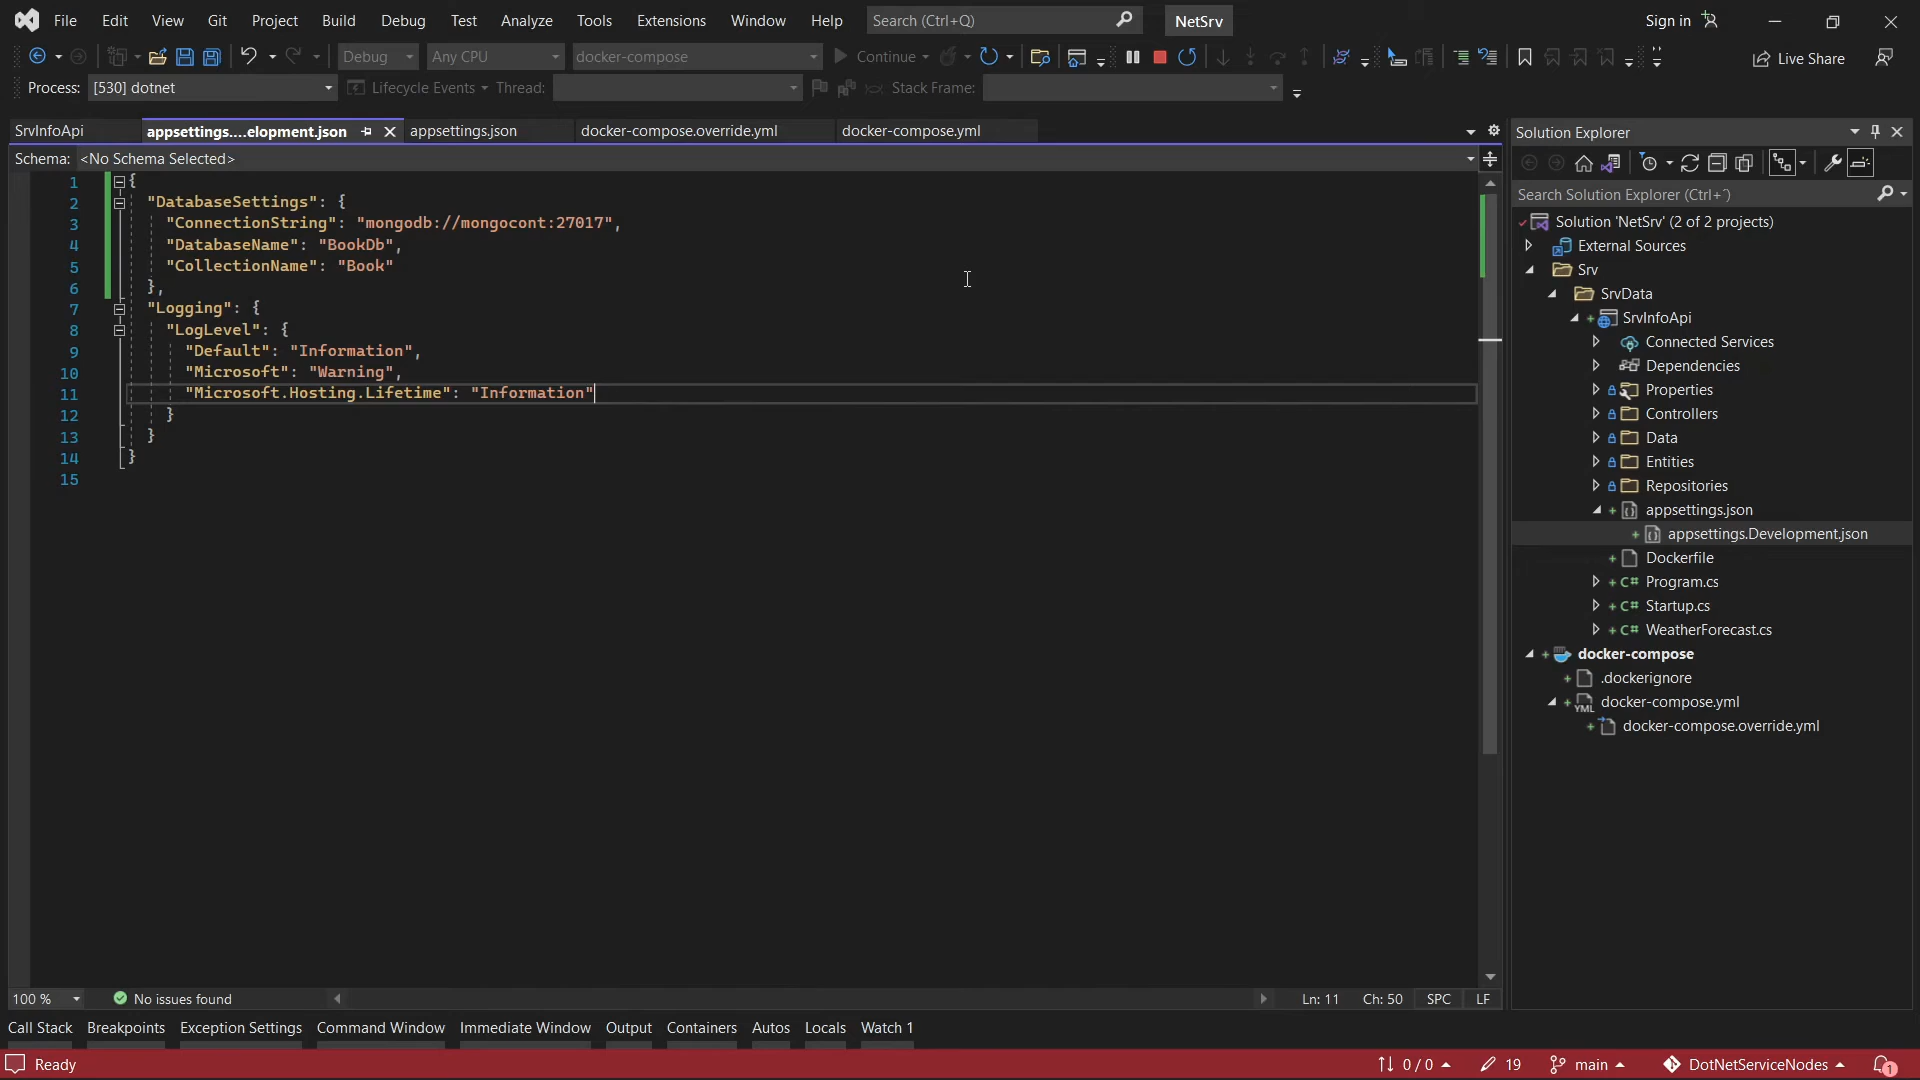 File Edit View Git Project Build Debug Test Analyze Tools Extensions Window Help Search (Ctrl+Q) NetSrv Sign in
Debug Any CPU docker-compose Continue Live Share
Process: [530] dotnet Lifecycle Events Thread: Stack Frame:
SrvInfoApi appsettings....elopment.json appsettings.json docker-compose.override.yml docker-compose.yml
Schema: <No Schema Selected>
1 {
2 "DatabaseSettings": {
3 "ConnectionString": "mongodb://mongocont:27017",
4 "DatabaseName": "BookDb",
5 "CollectionName": "Book"
6 },
7 "Logging": {
8 "LogLevel": {
9 "Default": "Information",
10 "Microsoft": "Warning",
11 "Microsoft.Hosting.Lifetime": "Information"
12 }
13 }
14 }
15
100 % No issues found Ln: 11 Ch: 50 SPC LF
Solution Explorer
Search Solution Explorer (Ctrl+¨)
Solution 'NetSrv' (2 of 2 projects)
External Sources
Srv
SrvData
SrvInfoApi
Connected Services
Dependencies
Properties
Controllers
Data
Entities
Repositories
appsettings.json
appsettings.Development.json
Dockerfile
C# Program.cs
C# Startup.cs
C# WeatherForecast.cs
docker-compose
.dockerignore
YML docker-compose.yml
docker-compose.override.yml
Call Stack Breakpoints Exception Settings Command Window Immediate Window Output Containers Autos Locals Watch 1
Ready 0 / 0 19 main DotNetServiceNodes 1